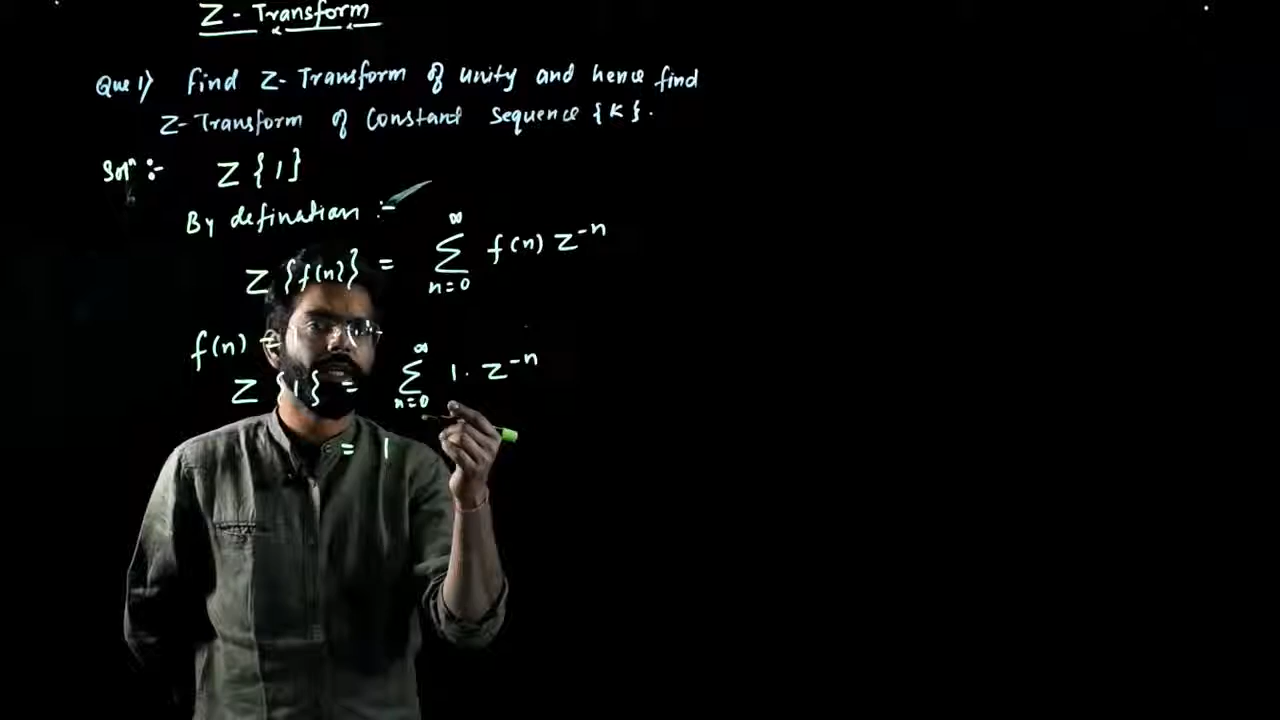 Z - Transform
Que 1) Find Z- Transform of unity and hence find
Z- Transform of Constant Sequence {K}.
Solⁿ :- Z {1}
By defination :-
Z {f(n)} = ∞ Σ n=0 f(n) z⁻ⁿ
f(n) =
Z {1} = ∞ Σ n=0 1. z⁻ⁿ
= 1